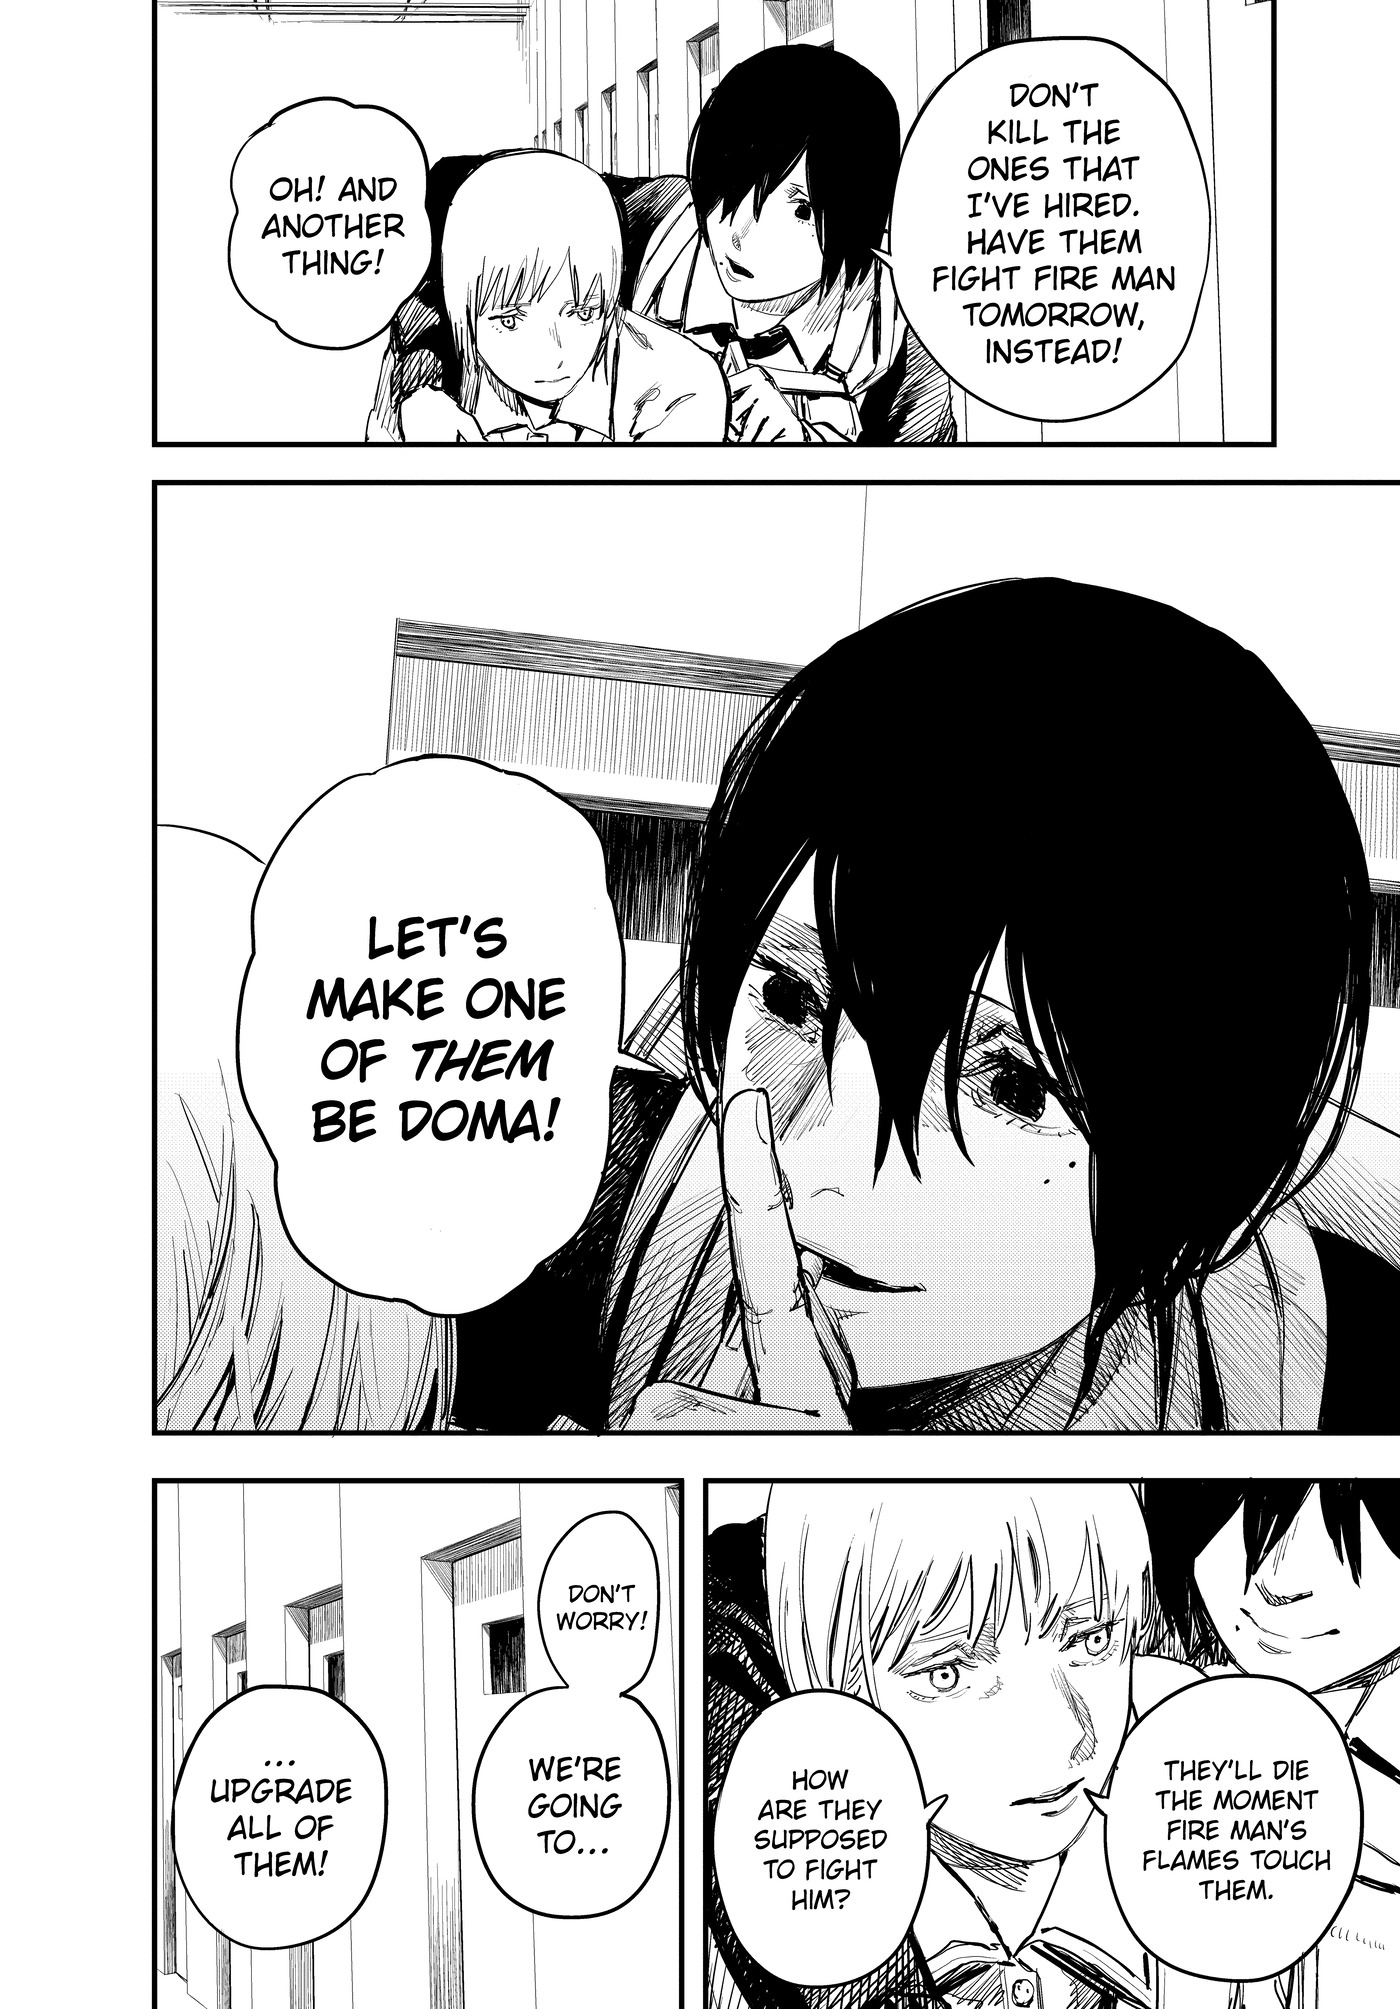 DON'T
KILL THE
ONES THAT
I'VE HIRED.
HAVE THEM
FIGHT FIRE MAN
TOMORROW,
INSTEAD!
OH! AND
ANOTHER
THING!
LET'S
MAKE ONE
OF THEM
BE DOMA!
THEY'LL DIE
THE MOMENT
FIRE MAN'S
FLAMES TOUCH
THEM.
HOW
ARE THEY
SUPPOSED
TO FIGHT
HIM?
DON'T
WORRY!
WE'RE
GOING
TO...
...
UPGRADE
ALL OF
THEM!